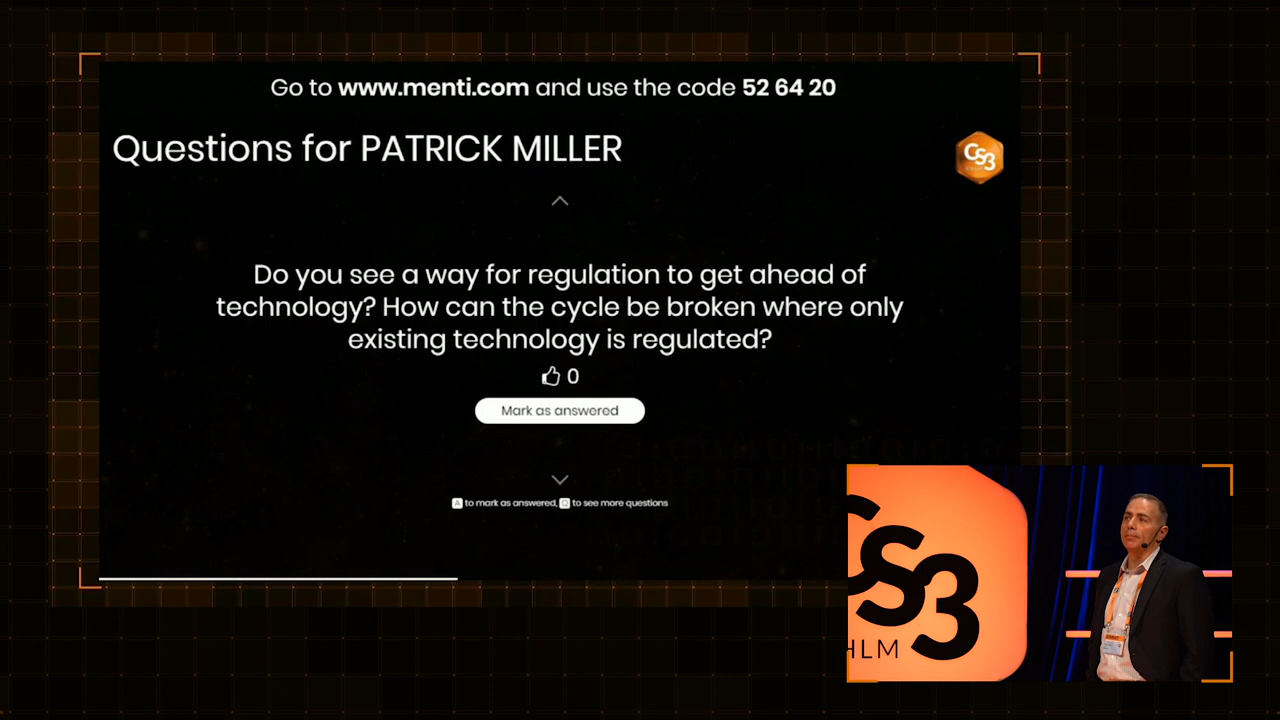 Go to www.menti.com and use the code 52 64 20
Questions for PATRICK MILLER
CS3
Do you see a way for regulation to get ahead of
technology? How can the cycle be broken where only
existing technology is regulated?
0
Mark as answered
A to mark as answered, Q to see more questions
CS3
HLM